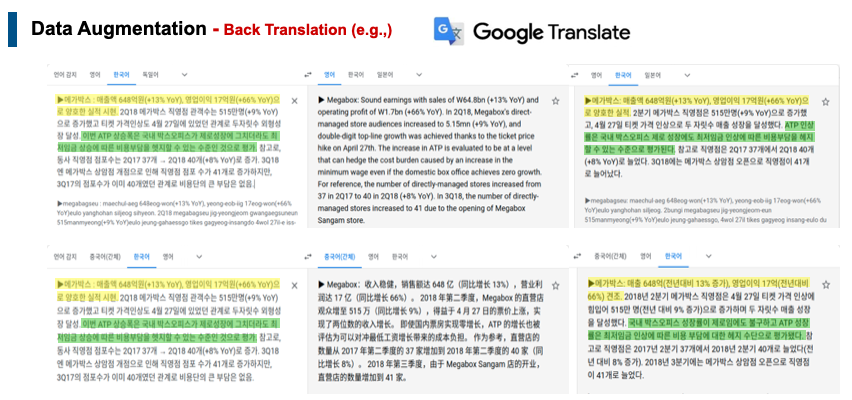 Data Augmentation - Back Translation (e.g.,)
Google Translate
언어 감지 영어 한국어 독일어
영어 한국어 일본어
영어 한국어 일본어
▶메가박스 : 매출액 648억원(+13% YoY), 영업이익 17억원(+66% YoY)으
로 양호한 실적 시현. 2Q18 메가박스 직영점 관객수는 515만명(+9% YoY)
으로 증가했고 4월 27일에 있었던 티켓 가격 인상 관계로 두자릿수 외형성
장 달성. 이번 ATP 상승폭은 국내 박스오피스가 제로성장에 그치더라도 최
저임금 상승에 따른 비용부담을 헷지할 수 있는 수준인 것으로 평가. 참고로,
동사 직영점 점포수는 2Q17 37개 → 2Q18 40개(+8% YoY)로 증가. 3Q18
엔 메가박스 상암점 개점으로 인해 직영점 점포 수가 41개로 증가하지만,
3Q17의 점포수가 이미 40개였던 관계로 비용단의 큰 부담은 없음.
▶megabagseu : maechul-aeg 648eog-won(+13% YoY), yeong-eob-iig 17eog-won(+66%
YoY)eulo yanghohan siljeog sihyeon. 2Q18 megabagseu jig-yeongjeom gwangaegsuneun
515manmyeong(+9% YoY)eulo jeung-gahaessgo
▶ Megabox: Sound earnings with sales of W64.8bn (+13% YoY) and
operating profit of W1.7bn (+66% YoY). In 2Q18, Megabox's direct-
managed store audiences increased to 5.15mn (+9% YoY), and
double-digit top-line growth was achieved thanks to the ticket price
hike on April 27th. The increase in ATP is evaluated to be at a level
that can hedge the cost burden caused by an increase in the
minimum wage even if the domestic box office achieves zero growth.
For reference, the number of directly-managed stores increased from
37 in 2Q17 to 40 in 2Q18 (+8% YoY). In 3Q18, the number of directly-
managed stores increased to 41 due to the opening of Megabox
Sangam store.
▶메가박스: 매출액 648억원(+13% YoY), 영업이익 17억원(+66% YoY)으
로 양호한 실적. 2분기 메가박스 직영점은 515만명(+9% YoY)으로 증가했
고, 4월 27일 티켓 가격 인상으로 두 자릿수 매출 성장을 달성했다. ATP 인상
률은 국내 박스오피스 제로 성장에도 최저임금 인상에 따른 비용부담을 헤지
할 수 있는 수준으로 평가된다. 참고로 직영점은 2Q17 37개에서 2Q18 40개
(+8% YoY)로 늘었다. 3Q18에는 메가박스 상암점 오픈으로 직영점이 41개
로 늘어났다.
▶megabagseu: maechul-aeg 648eog-won(+13% YoY), yeong-eob-iig 17eog-won(+66%
YoY)eulo yanghohan siljeog. 2bungi megabagseu jig-yeongjeom-eun
515manmyeong(+9% YoY)eulo jeung-gahaessgo, 4wol 27il tikes gagyeog insang-eulo du
언어 감지 중국어(간체) 한국어 영어
중국어(간체) 영어 한국어
중국어(간체) 영어 한국어
▶메가박스 : 매출액 648억원(+13% YoY), 영업이익 17억원(+66% YoY)으
로 양호한 실적 시현. 2Q18 메가박스 직영점 관객수는 515만명(+9% YoY)
으로 증가했고 4월 27일에 있었던 티켓 가격 인상 관계로 두자릿수 외형성
장 달성. 이번 ATP 상승폭은 국내 박스오피스가 제로성장에 그치더라도 최
저임금 상승에 따른 비용부담을 헷지할 수 있는 수준인 것으로 평가. 참고로,
동사 직영점 점포수는 2Q17 37개 → 2Q18 40개(+8% YoY)로 증가. 3Q18
엔 메가박스 상암점 개점으로 인해 직영점 점포 수가 41개로 증가하지만,
3Q17의 점포수가 이미 40개였던 관계로 비용단의 큰 부담은 없음.
▶ Megabox：收入稳健，销售额达 648 亿（同比增长 13%），营业利
润达 17 亿（同比增长 66%）。 2018 年第二季度，Megabox 的直营店
观众增至 515 万（同比增长 9%），得益于 4 月 27 日的票价上涨，实
现了两位数的收入增长。 即使国内票房实现零增长，ATP 的增长也被
评估为可以对冲最低工资增长带来的成本负担。 作为参考，直营店的
数量从 2017 年第二季度的 37 家增加到 2018 年第二季度的 40 家（同
比增长 8%）。 2018 年第三季度，由于 Megabox Sangam 店的开业，
直营店的数量增加到 41 家。
▶메가박스: 매출 648억(전년대비 13% 증가), 영업이익 17억(전년대비
66%) 견조. 2018년 2분기 메가박스 직영점은 4월 27일 티켓 가격 인상에
힘입어 515만 명(전년 대비 9% 증가)으로 증가하며 두 자릿수 매출 성장
을 달성했다. 국내 박스오피스 성장률이 제로임에도 불구하고 ATP 성장
률은 최저임금 인상에 따른 비용 부담에 대한 헤지 수단으로 평가됐다. 참
고로 직영점은 2017년 2분기 37개에서 2018년 2분기 40개로 늘었다(전
년 대비 8% 증가). 2018년 3분기에는 메가박스 상암점 오픈으로 직영점
이 41개로 늘었다.